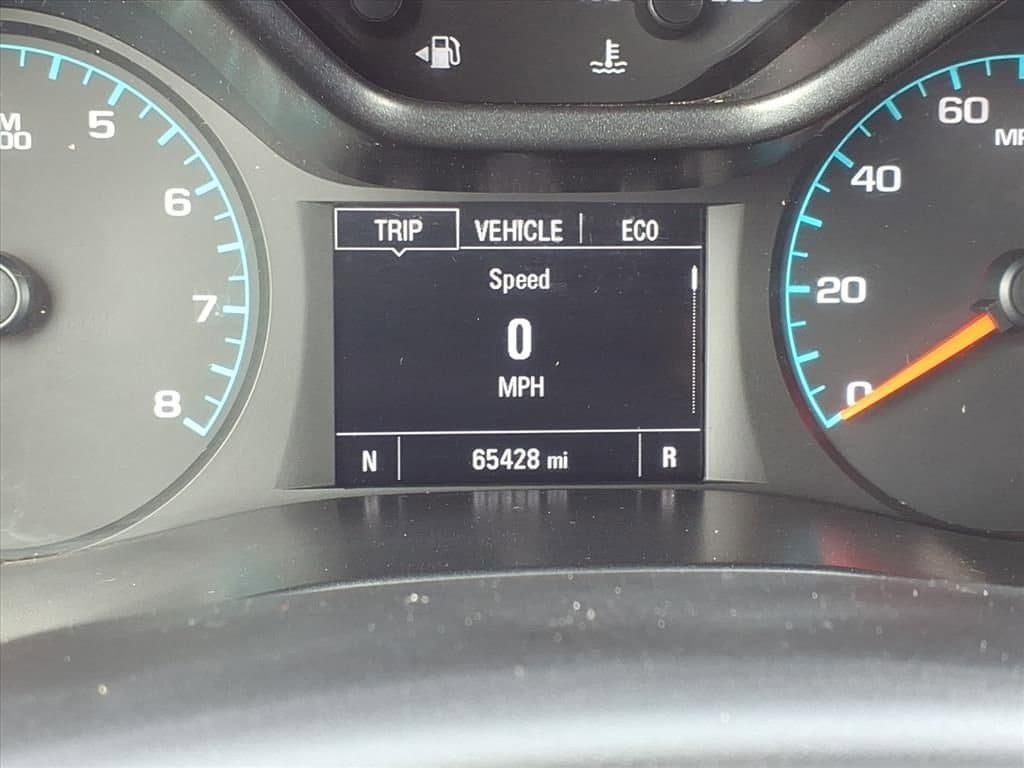 5
6
7
8
TRIP VEHICLE ECO
Speed
0
MPH
N 65428 mi R
60
40
20
0